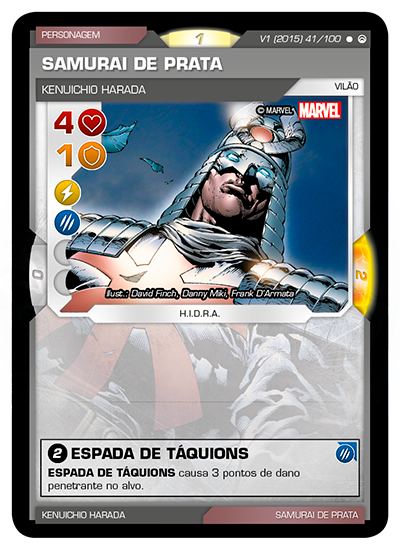 PERSONAGEM
1
V1 (2015) 41/100
SAMURAI DE PRATA
KENUICHIO HARADA
VILÃO
© MARVEL MARVEL
4
1
0
2
Illust.: David Finch, Danny Miki, Frank D'Armata
H.I.D.R.A.
2 ESPADA DE TÁQUIONS
ESPADA DE TÁQUIONS causa 3 pontos de dano
penetrante no alvo.
KENUICHIO HARADA
SAMURAI DE PRATA